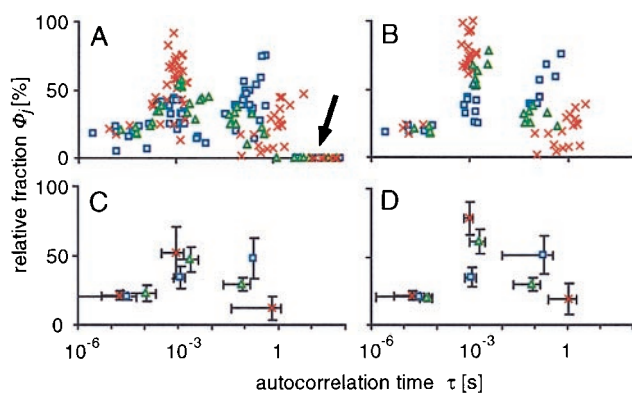 A
B
100
50
0
C
D
100
50
0
10⁻⁶ 10⁻³ 1 10⁻⁶ 10⁻³ 1
relative fraction Φⱼ [%]
autocorrelation time τ [s]